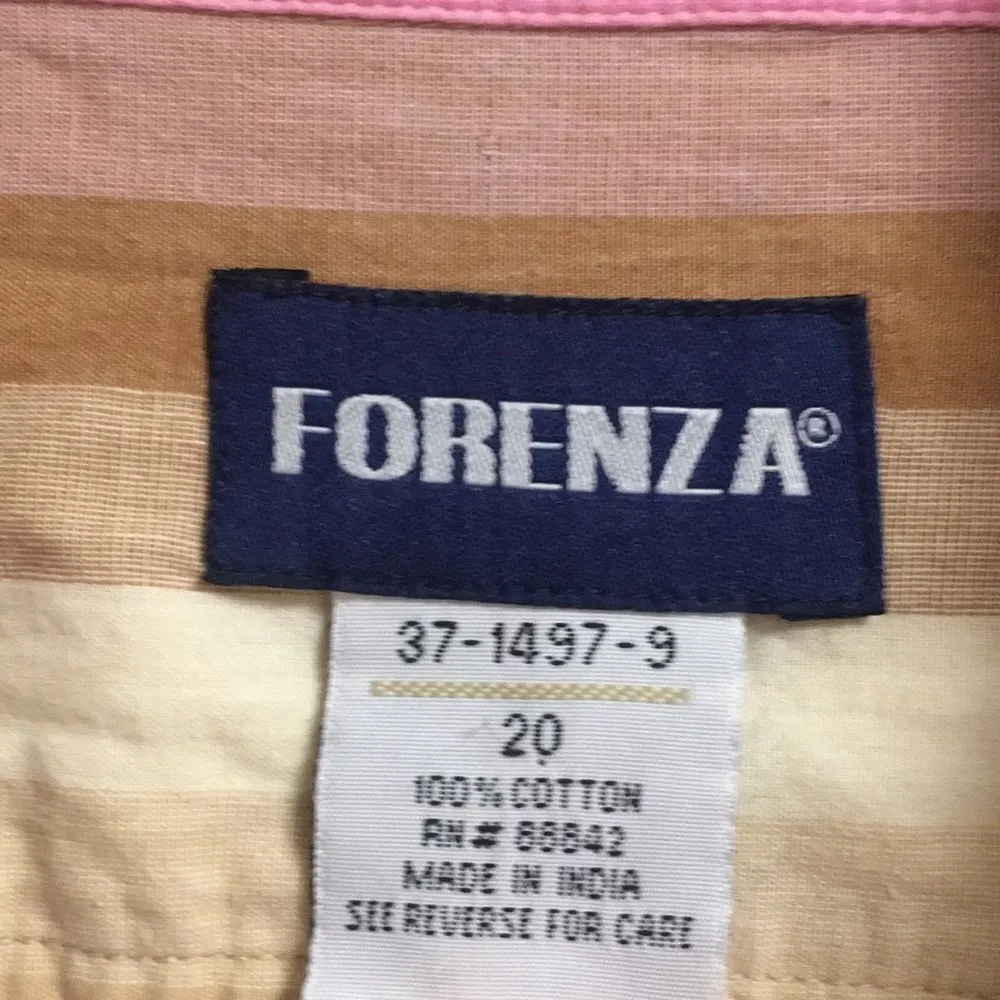 FORENZA®
37-1497-9
20
100% COTTON
RN# 88842
MADE IN INDIA
SEE REVERSE FOR CARE